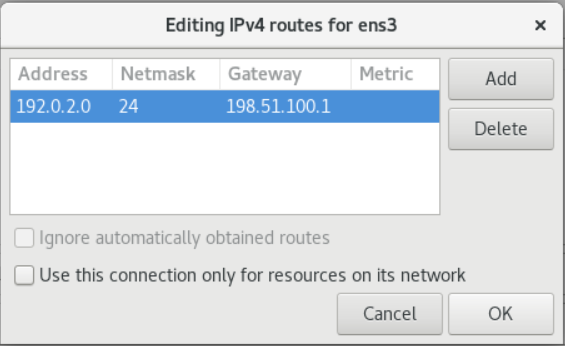 Editing IPv4 routes for ens3 ×
Address Netmask Gateway Metric
Add
192.0.2.0 24 198.51.100.1
Delete
Ignore automatically obtained routes
Use this connection only for resources on its network
Cancel OK